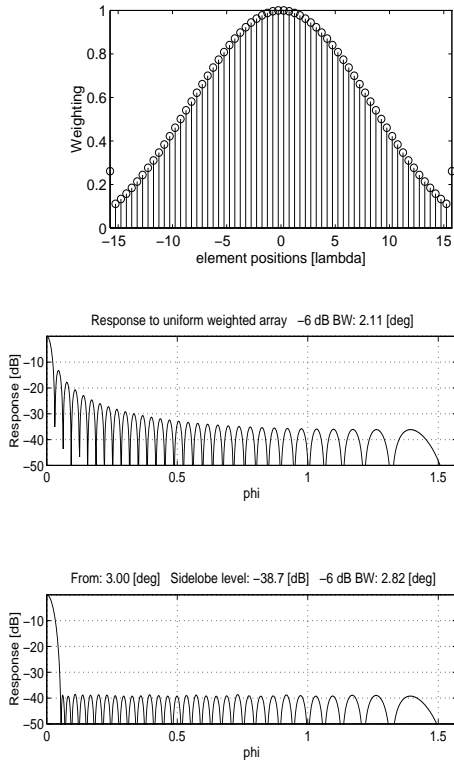 1
0.8
0.6
0.4
0.2
0
Weighting
−15 −10 −5 0 5 10 15
element positions [lambda]
Response to uniform weighted array −6 dB BW: 2.11 [deg]
−10
−20
−30
−40
−50
Response [dB]
0 0.5 1 1.5
phi
From: 3.00 [deg] Sidelobe level: −38.7 [dB] −6 dB BW: 2.82 [deg]
−10
−20
−30
−40
−50
Response [dB]
0 0.5 1 1.5
phi